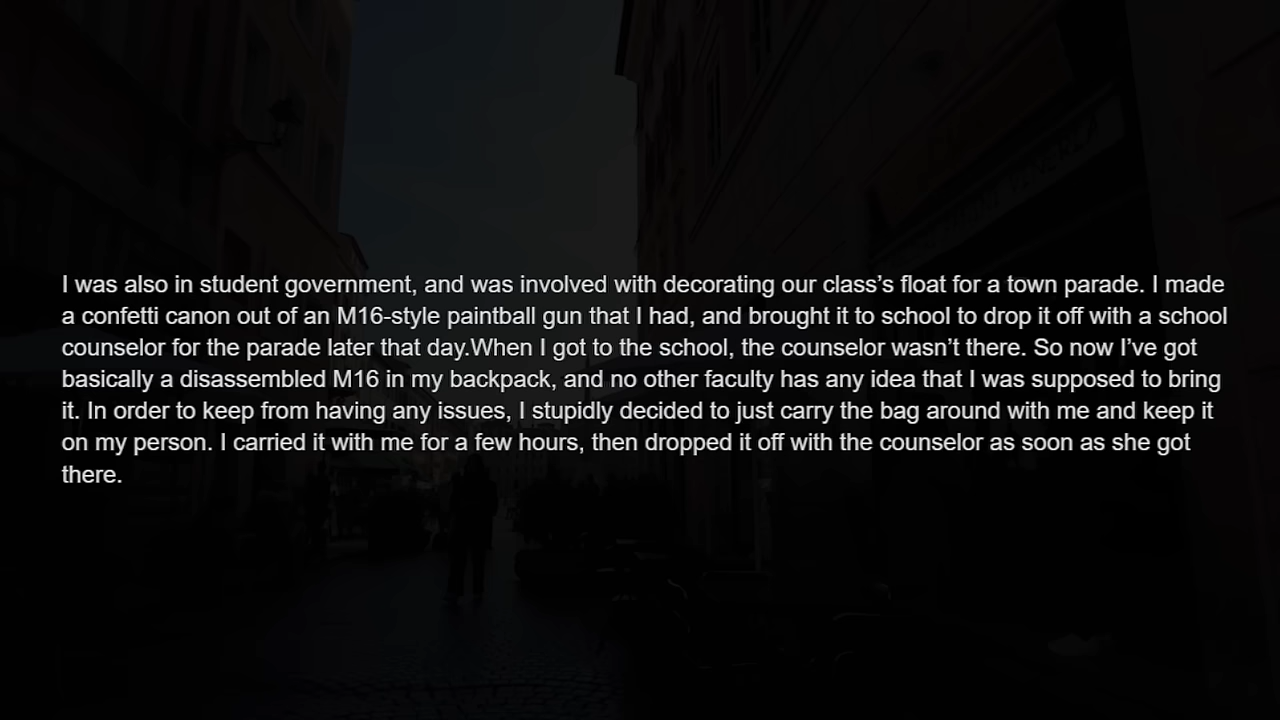 I was also in student government, and was involved with decorating our class’s float for a town parade. I made
a confetti canon out of an M16-style paintball gun that I had, and brought it to school to drop it off with a school
counselor for the parade later that day.When I got to the school, the counselor wasn’t there. So now I’ve got
basically a disassembled M16 in my backpack, and no other faculty has any idea that I was supposed to bring
it. In order to keep from having any issues, I stupidly decided to just carry the bag around with me and keep it
on my person. I carried it with me for a few hours, then dropped it off with the counselor as soon as she got
there.